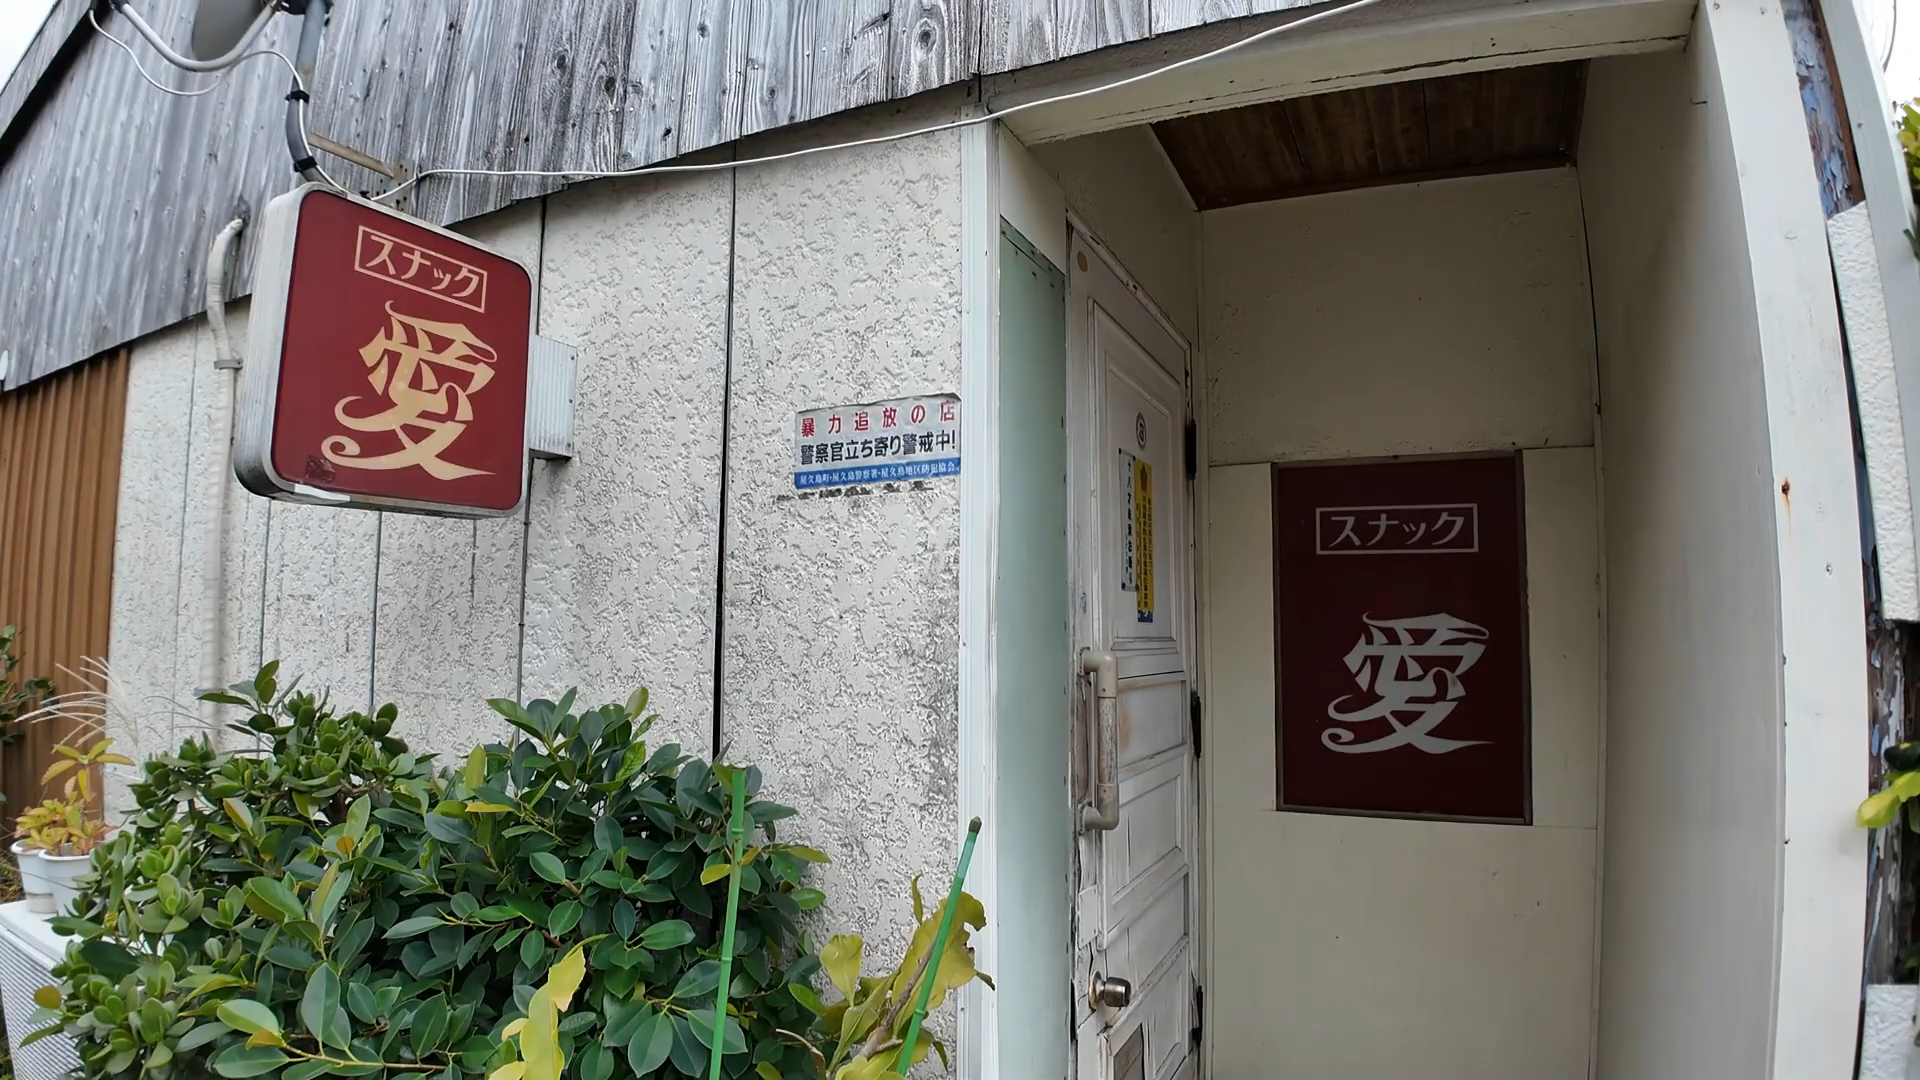 スナック
愛
暴力追放の店
警察官立ち寄り警戒中!
屋久島町・屋久島警察署・屋久島地区防犯協会
スナック
愛